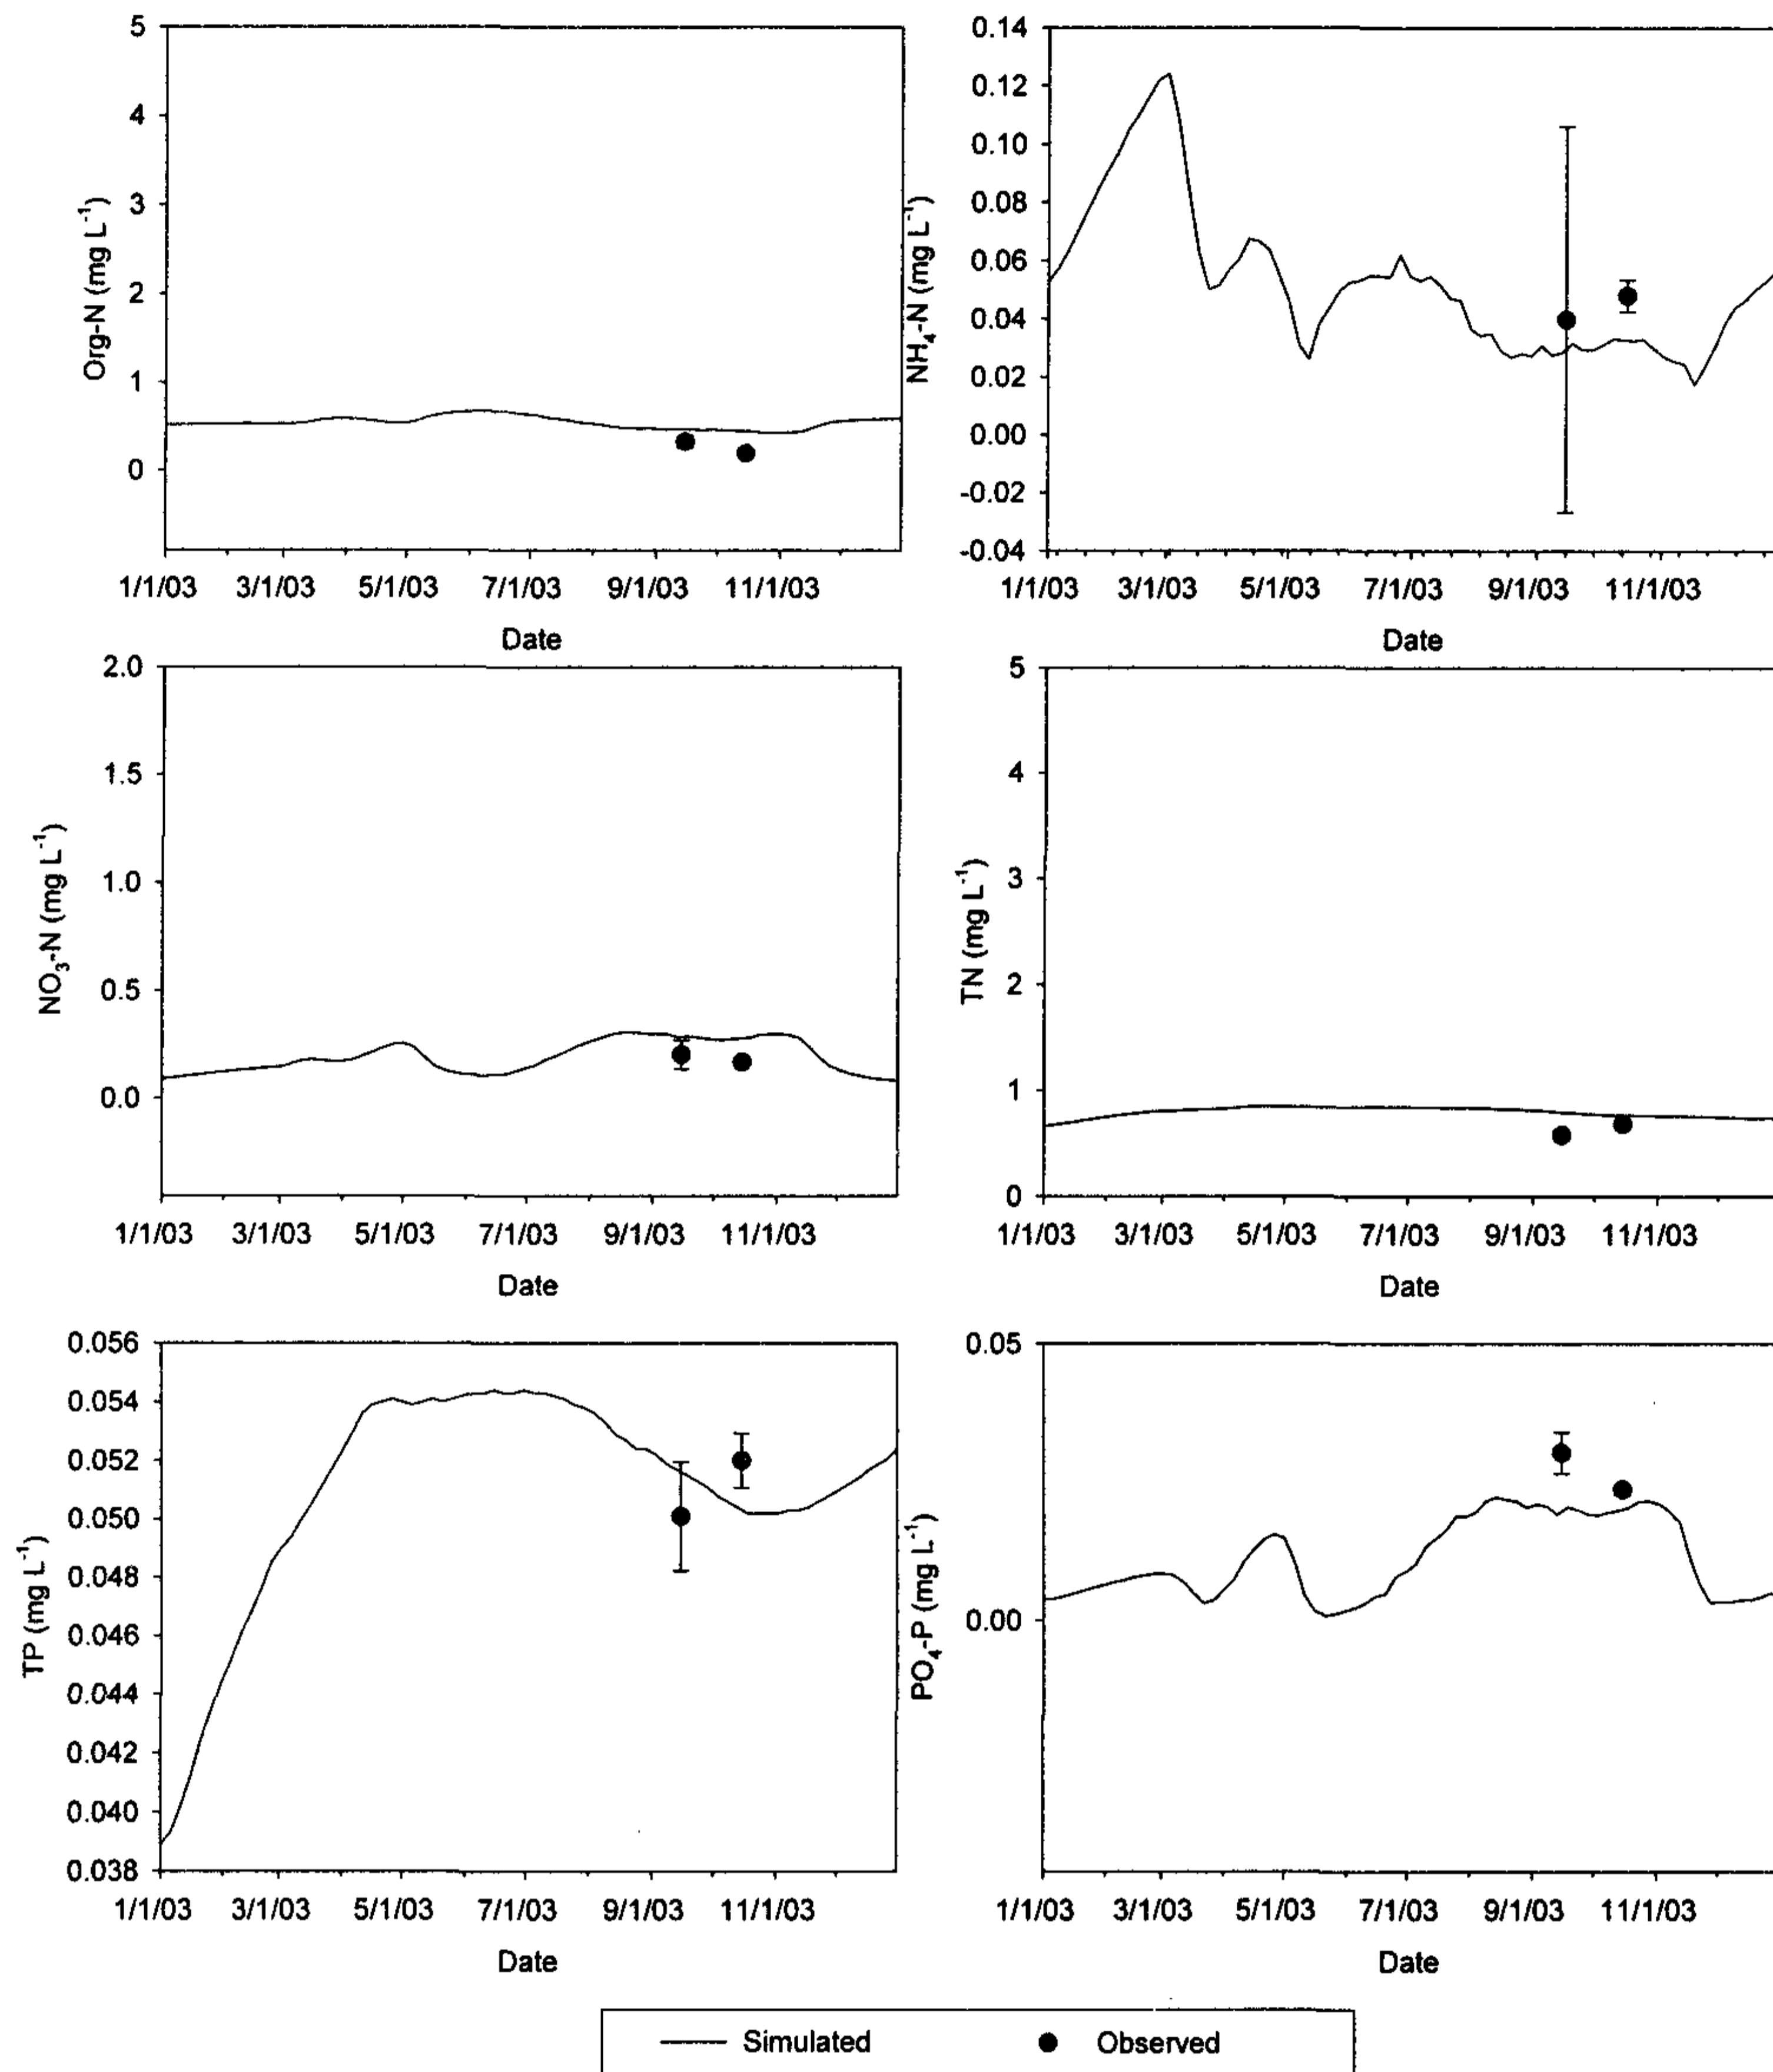 5
4
3
2
1
0
Org-N (mg L-1)
1/1/03 3/1/03 5/1/03 7/1/03 9/1/03 11/1/03
Date
0.14
0.12
0.10
0.08
0.06
0.04
0.02
0.00
-0.02
-0.04
NH4-N (mg L-1)
1/1/03 3/1/03 5/1/03 7/1/03 9/1/03 11/1/03
Date
2.0
1.5
1.0
0.5
0.0
NO3-N (mg L-1)
1/1/03 3/1/03 5/1/03 7/1/03 9/1/03 11/1/03
Date
5
4
3
2
1
0
TN (mg L-1)
1/1/03 3/1/03 5/1/03 7/1/03 9/1/03 11/1/03
Date
0.056
0.054
0.052
0.050
0.048
0.046
0.044
0.042
0.040
0.038
TP (mg L-1)
1/1/03 3/1/03 5/1/03 7/1/03 9/1/03 11/1/03
Date
0.05
0.00
PO4-P (mg L-1)
1/1/03 3/1/03 5/1/03 7/1/03 9/1/03 11/1/03
Date
Simulated Observed